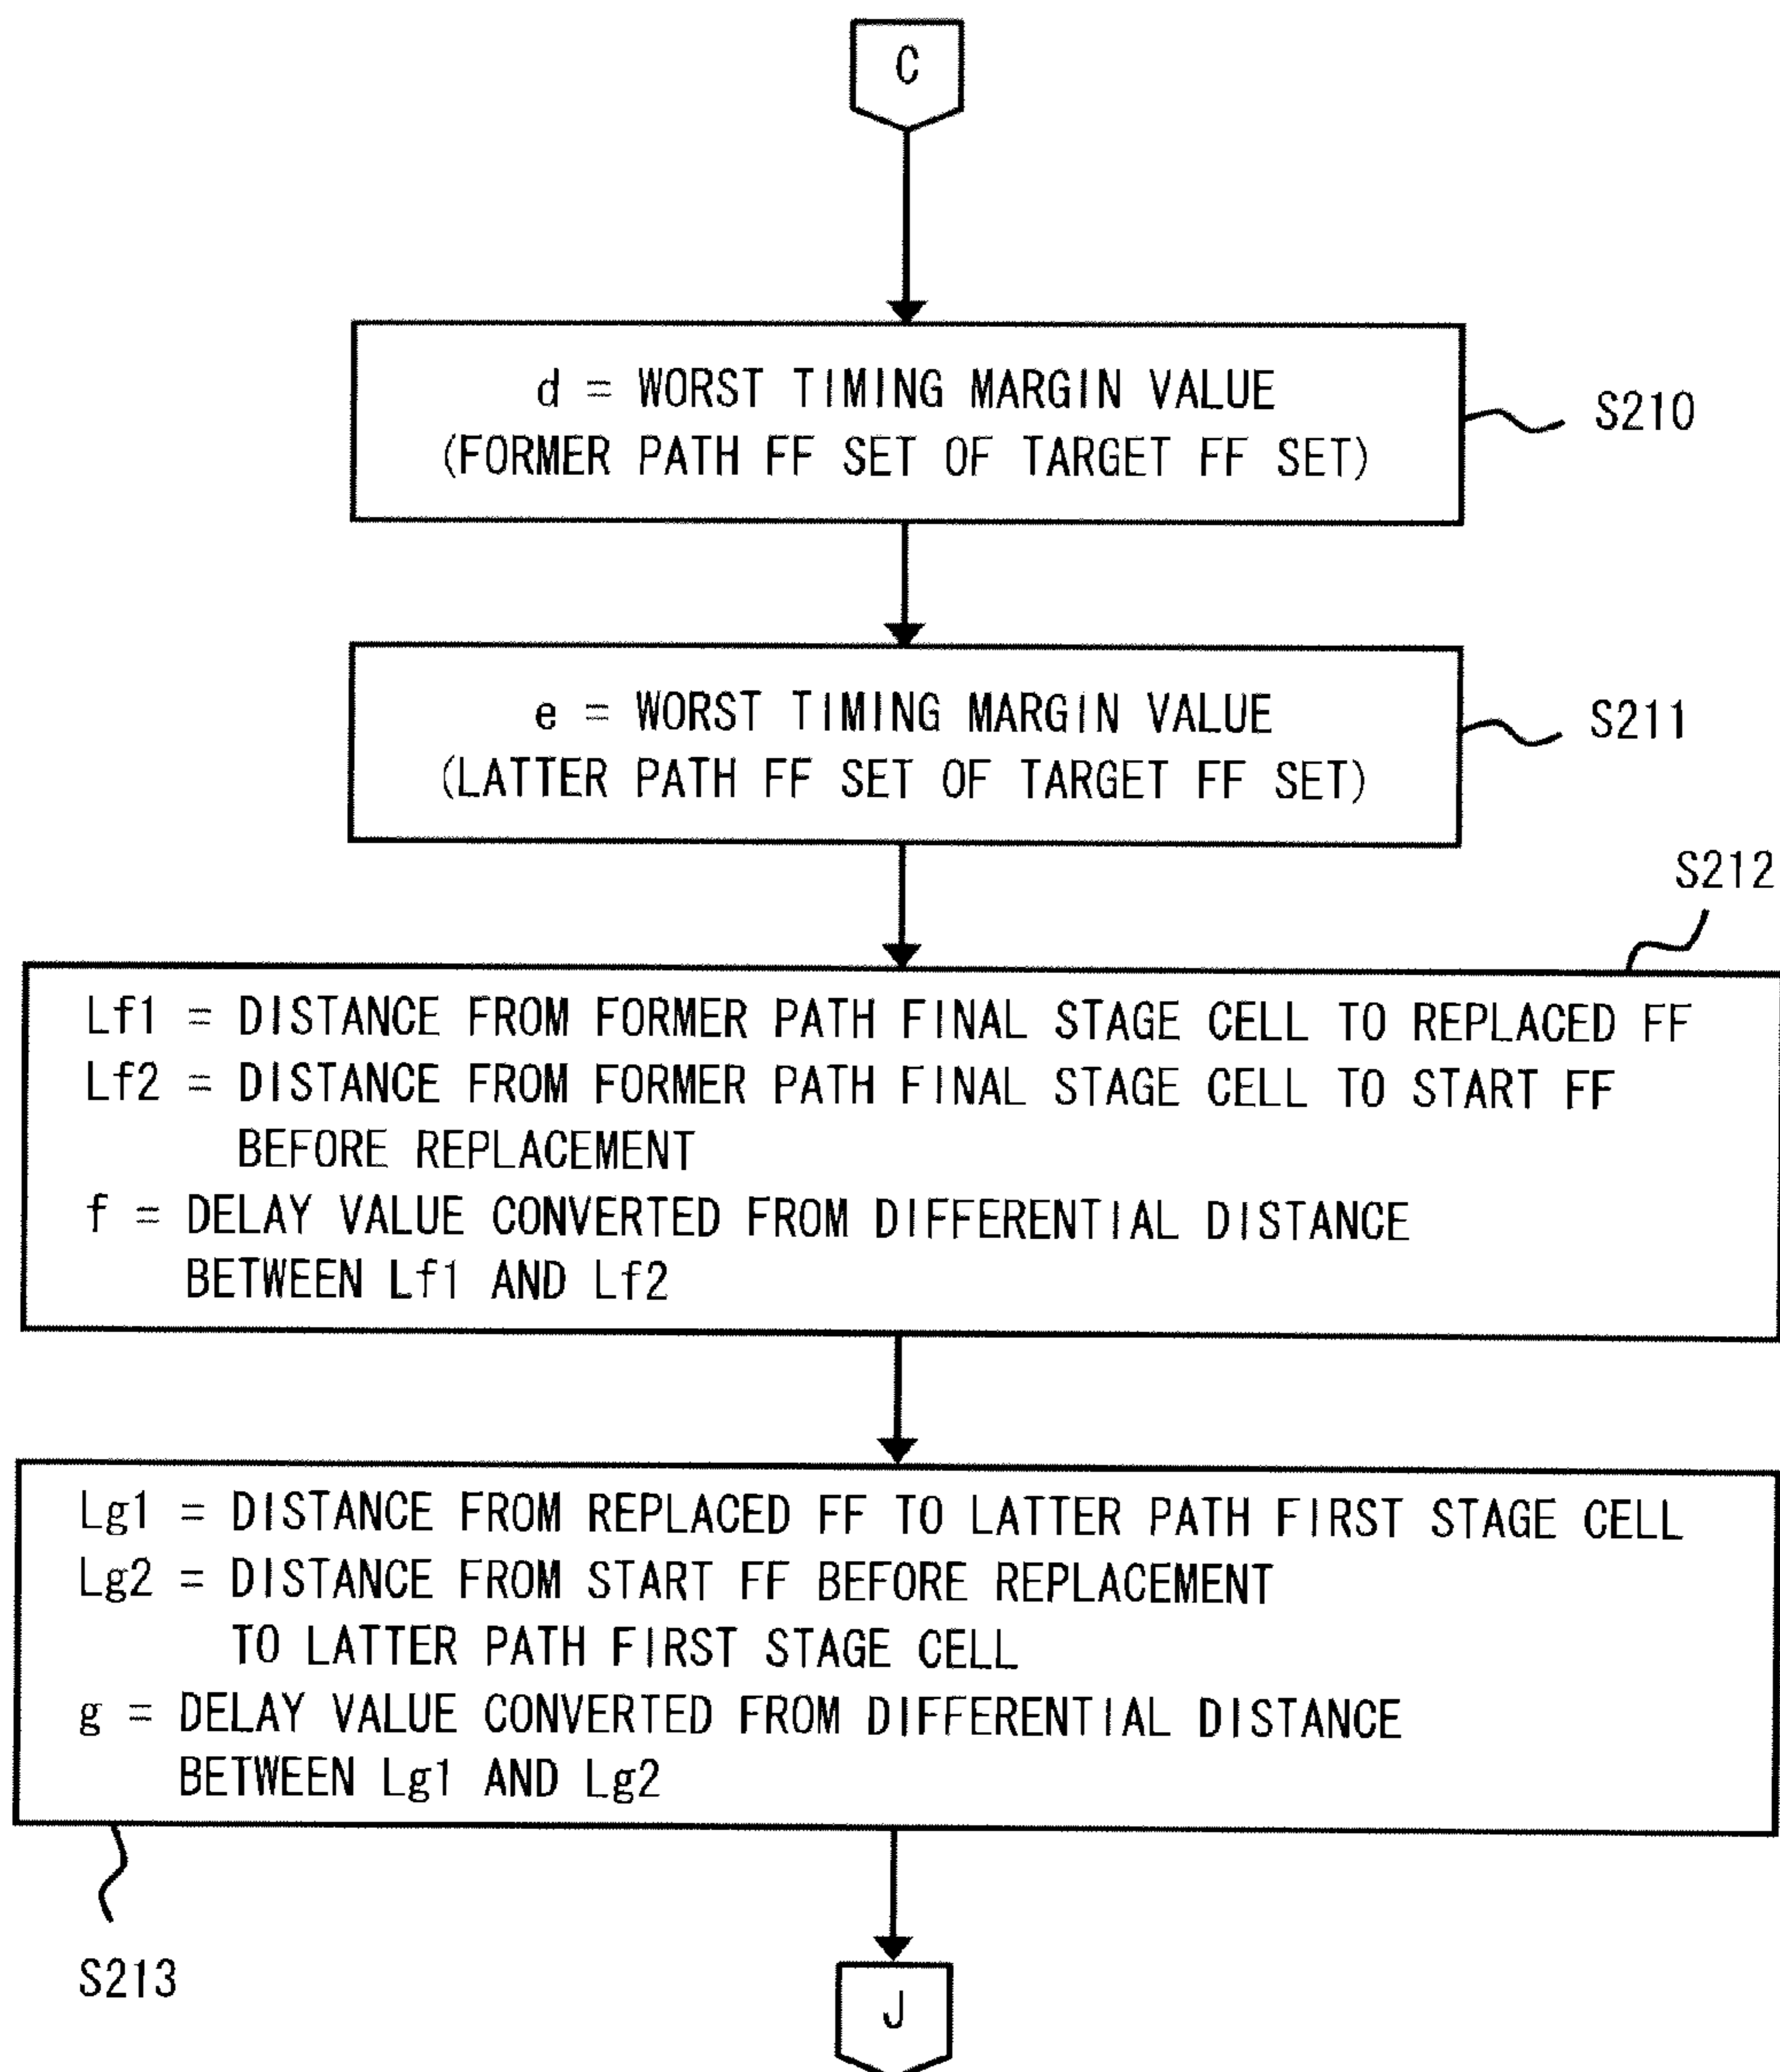 C
d = WORST TIMING MARGIN VALUE
(FORMER PATH FF SET OF TARGET FF SET)
S210
e = WORST TIMING MARGIN VALUE
(LATTER PATH FF SET OF TARGET FF SET)
S211
S212
Lf1 = DISTANCE FROM FORMER PATH FINAL STAGE CELL TO REPLACED FF
Lf2 = DISTANCE FROM FORMER PATH FINAL STAGE CELL TO START FF
BEFORE REPLACEMENT
f = DELAY VALUE CONVERTED FROM DIFFERENTIAL DISTANCE
BETWEEN Lf1 AND Lf2
Lg1 = DISTANCE FROM REPLACED FF TO LATTER PATH FIRST STAGE CELL
Lg2 = DISTANCE FROM START FF BEFORE REPLACEMENT
TO LATTER PATH FIRST STAGE CELL
g = DELAY VALUE CONVERTED FROM DIFFERENTIAL DISTANCE
BETWEEN Lg1 AND Lg2
S213
J